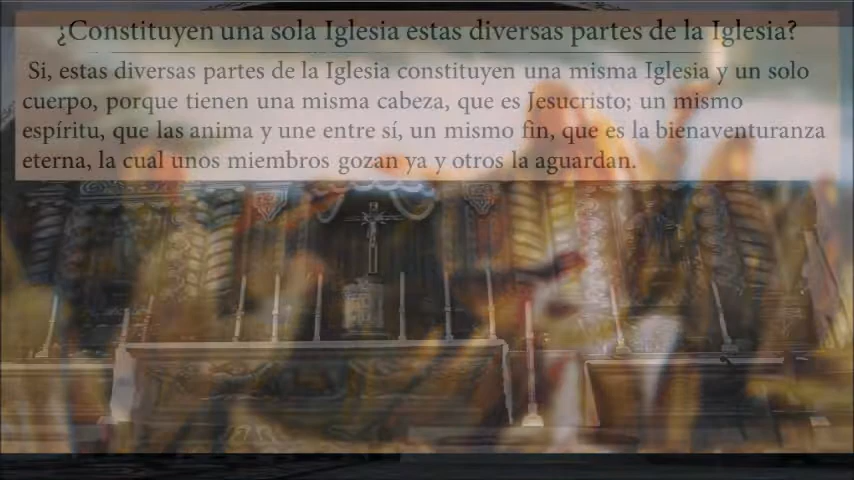 ¿Constituyen una sola Iglesia estas diversas partes de la Iglesia?
Si, estas diversas partes de la Iglesia constituyen una misma Iglesia y un solo
cuerpo, porque tienen una misma cabeza, que es Jesucristo; un mismo
espíritu, que las anima y une entre sí, un mismo fin, que es la bienaventuranza
eterna, la cual unos miembros gozan ya y otros la aguardan.